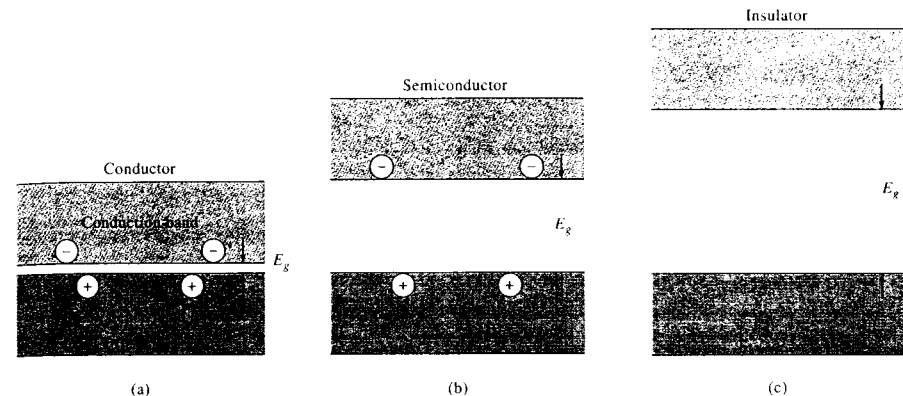 Insulator
Semiconductor
Conductor
Conduction band
− −
− −
E_g
E_g
E_g
+ +
+ +
(a)
(b)
(c)